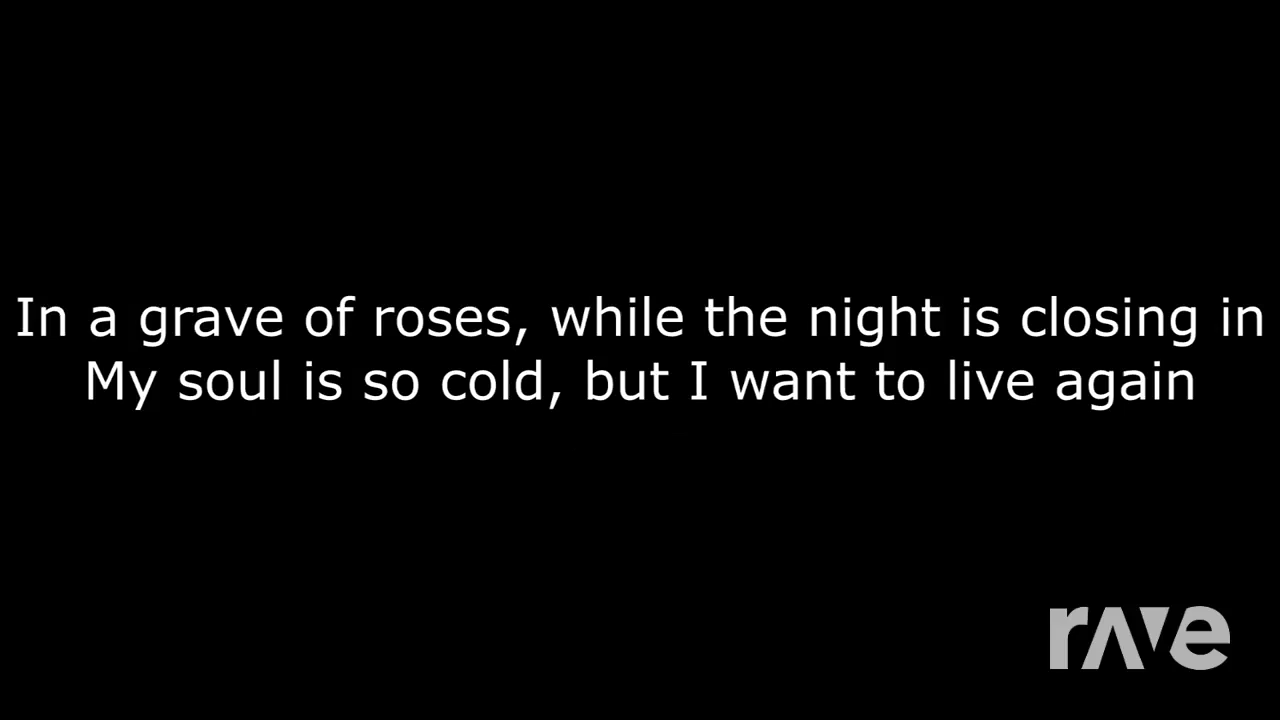 In a grave of roses, while the night is closing in
My soul is so cold, but I want to live again
rave